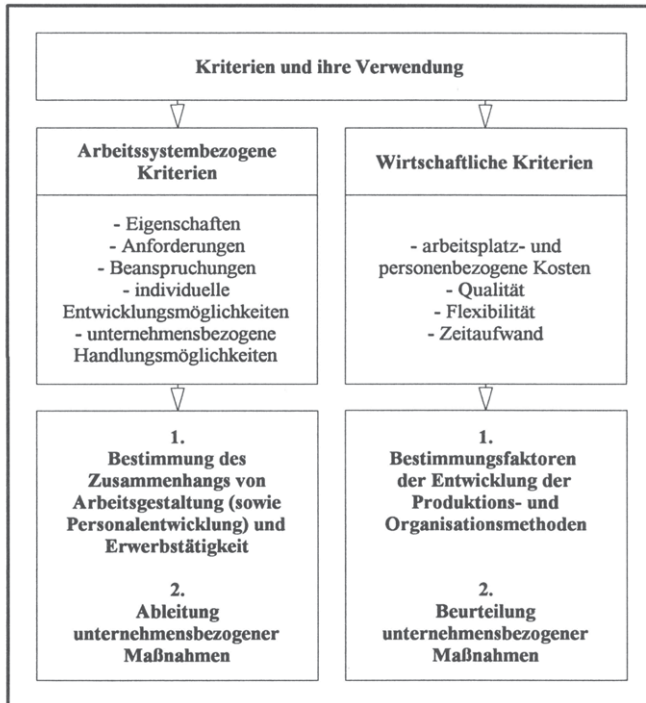 Kriterien und ihre Verwendung
Arbeitssystembezogene
Kriterien
- Eigenschaften
- Anforderungen
- Beanspruchungen
- individuelle
Entwicklungsmöglichkeiten
- unternehmensbezogene
Handlungsmöglichkeiten
1.
Bestimmung des
Zusammenhangs von
Arbeitsgestaltung (sowie
Personalentwicklung) und
Erwerbstätigkeit
2.
Ableitung
unternehmensbezogener
Maßnahmen
Wirtschaftliche Kriterien
- arbeitsplatz- und
personenbezogene Kosten
- Qualität
- Flexibilität
- Zeitaufwand
1.
Bestimmungsfaktoren
der Entwicklung der
Produktions- und
Organisationsmethoden
2.
Beurteilung
unternehmensbezogener
Maßnahmen